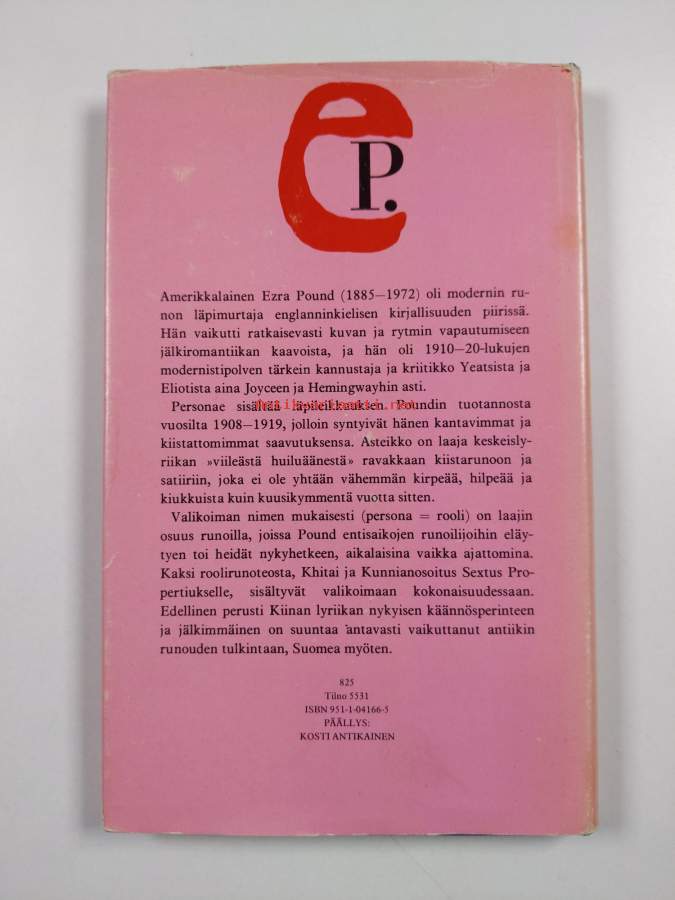 e
P.
Amerikkalainen Ezra Pound (1885—1972) oli modernin ru-
non läpimurtaja englanninkielisen kirjallisuuden piirissä.
Hän vaikutti ratkaisevasti kuvan ja rytmin vapautumiseen
jälkiromantiikan kaavoista, ja hän oli 1910—20-lukujen
modernistipolven tärkein kannustaja ja kriitikko Yeatsista ja
Eliotista aina Joyceen ja Hemingwayhin asti.
Personae sisältää läpileikkauksen Poundin tuotannosta
vuosilta 1908—1919, jolloin syntyivät hänen kantavimmat ja
kiistattomimmat saavutuksensa. Asteikko on laaja keskeisly-
riikan »viileästä huiluäänestä» ravakkaan kiistarunoon ja
satiiriin, joka ei ole yhtään vähemmän kirpeää, hilpeää ja
kiukkuista kuin kuusikymmentä vuotta sitten.
Valikoiman nimen mukaisesti (persona = rooli) on laajin
osuus runoilla, joissa Pound entisaikojen runoilijoihin eläy-
tyen toi heidät nykyhetkeen, aikalaisina vaikka ajattomina.
Kaksi roolirunoteosta, Khitai ja Kunnianosoitus Sextus Pro-
pertiukselle, sisältyvät valikoimaan kokonaisuudessaan.
Edellinen perusti Kiinan lyriikan nykyisen käännösperinteen
ja jälkimmäinen on suuntaa antavasti vaikuttanut antiikin
runouden tulkintaan, Suomea myöten.
825
Tilno 5531
ISBN 951-1-04166-5
PÄÄLLYS:
KOSTI ANTIKAINEN